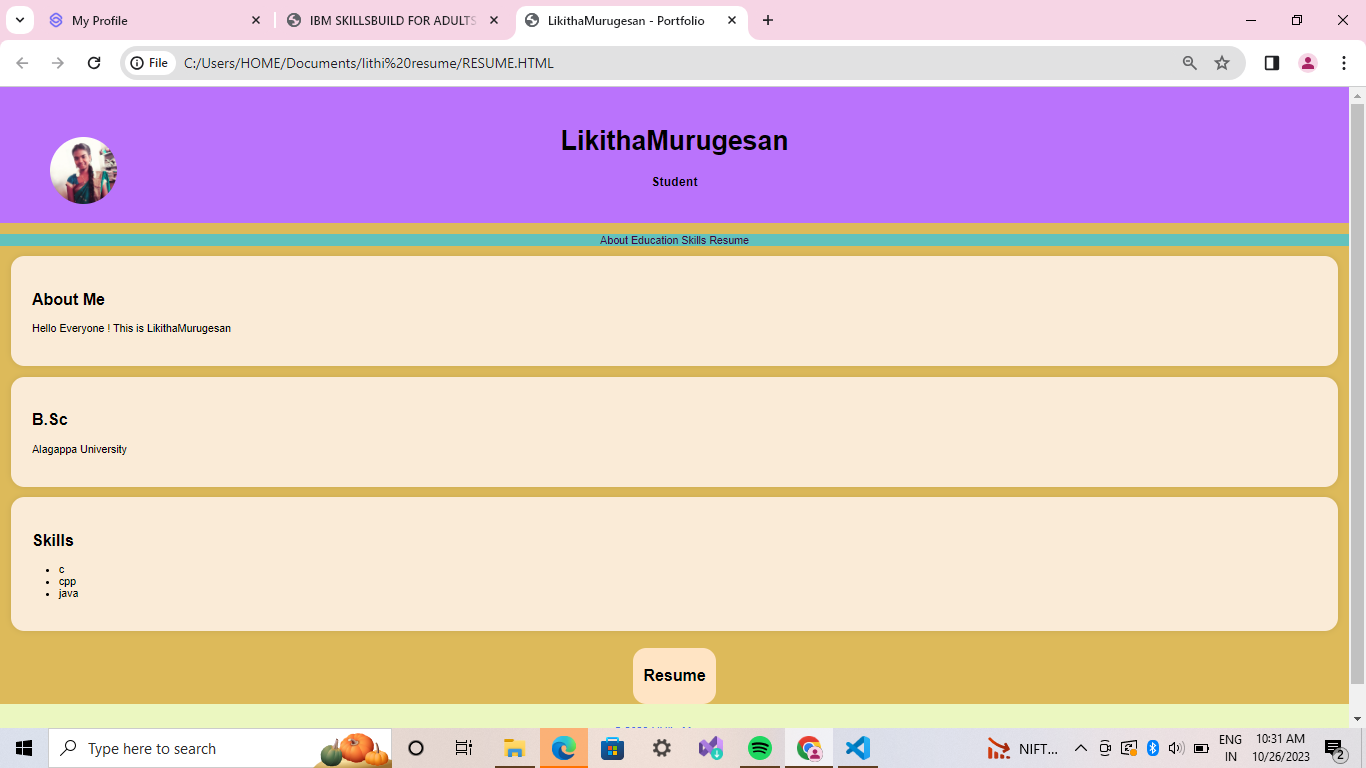 My Profile
IBM SKILLSBUILD FOR ADULTS
LikithaMurugesan - Portfolio
File
C:/Users/HOME/Documents/lithi%20resume/RESUME.HTML
LikithaMurugesan
Student
About Education Skills Resume
About Me
Hello Everyone ! This is LikithaMurugesan
B.Sc
Alagappa University
Skills
c
cpp
java
Resume
Type here to search
NIFT...
ENG
IN
10:31 AM
10/26/2023
2